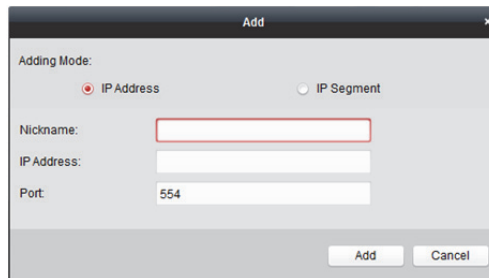 Add
Adding Mode:
IP Address IP Segment
Nickname:
IP Address:
Port: 554
Add Cancel